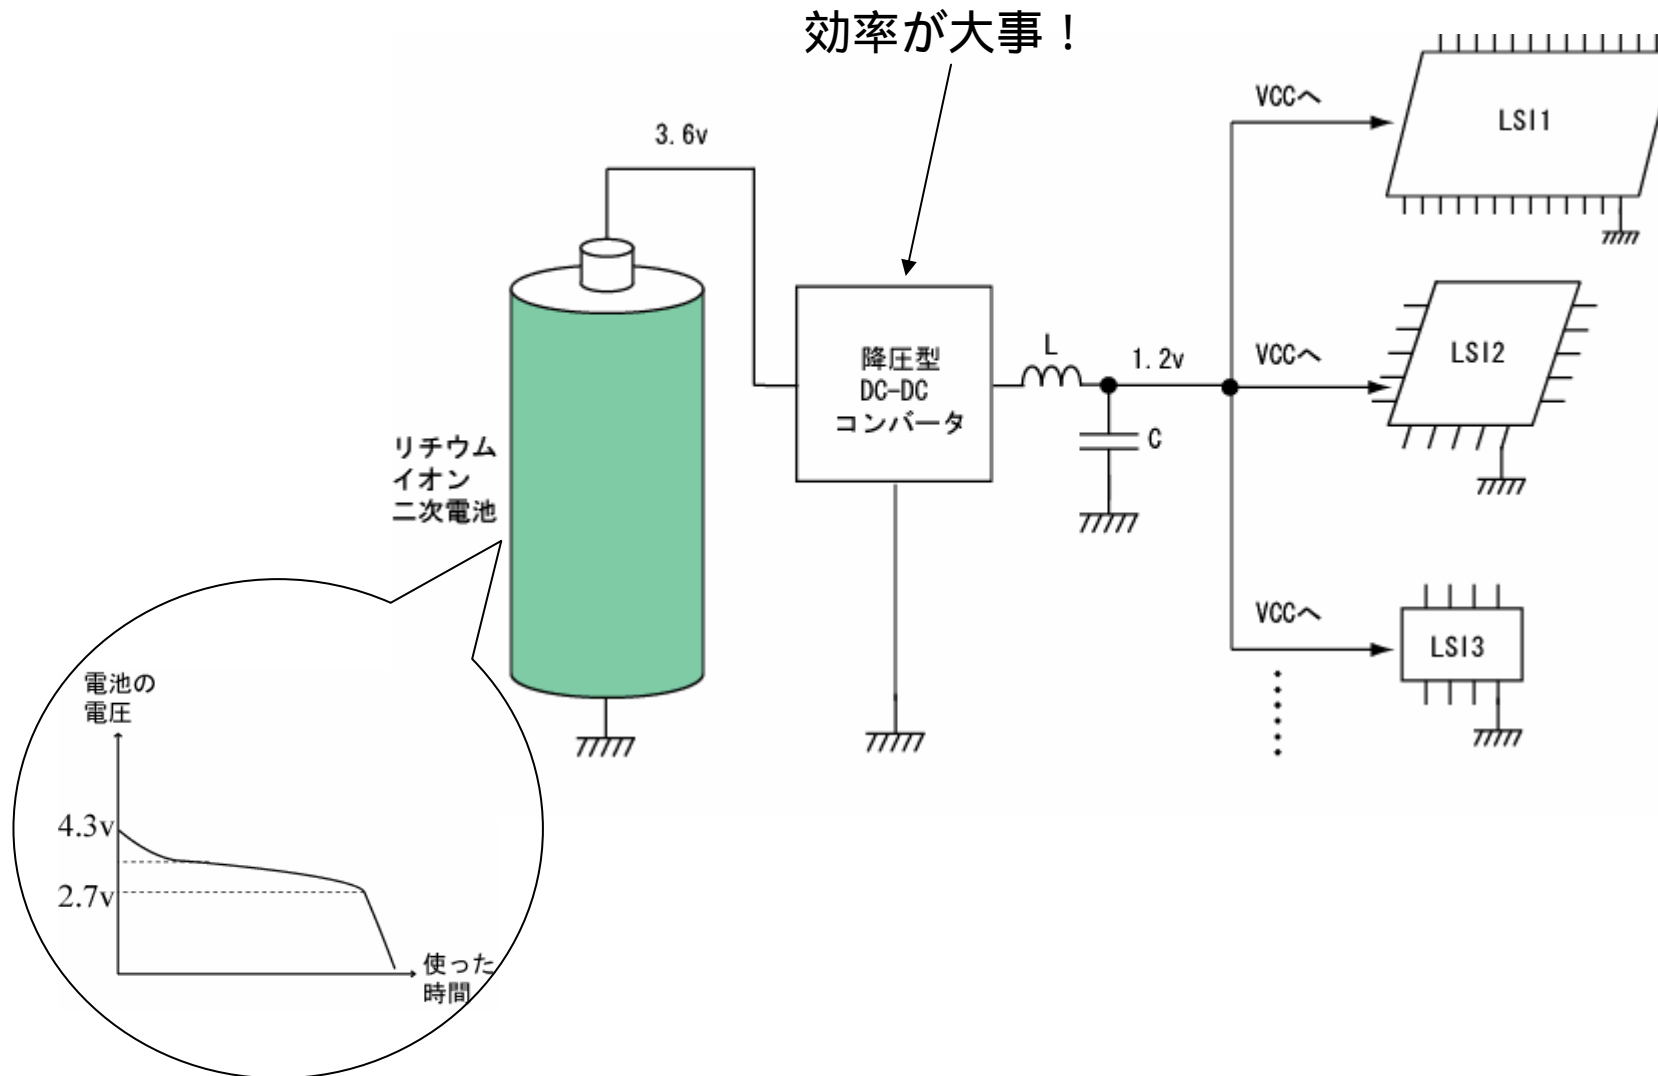 効率が大事！
3.6v
VCCへ
LSI1
降圧型
DC-DC
コンバータ
L
1.2v
C
VCCへ
LSI2
リチウム
イオン
二次電池
VCCへ
LSI3
電池の
電圧
4.3v
2.7v
使った
時間